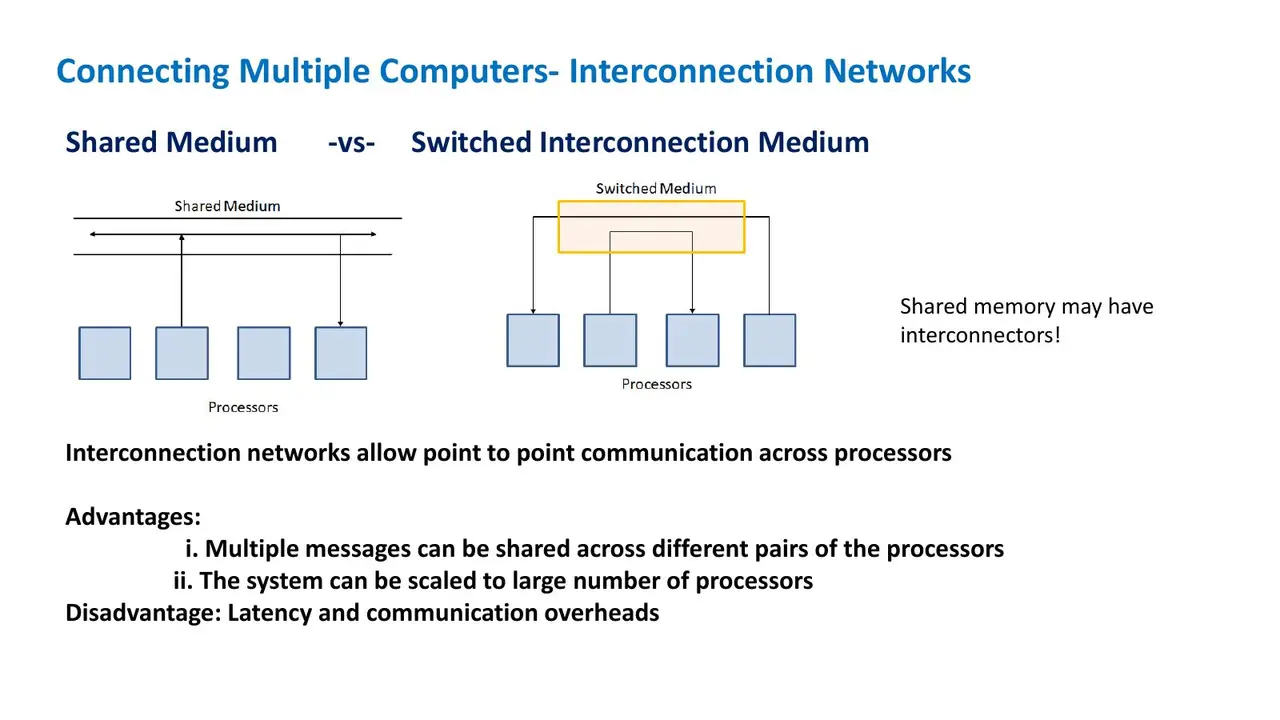 Connecting Multiple Computers- Interconnection Networks
Shared Medium -vs- Switched Interconnection Medium
Shared Medium
Processors
Switched Medium
Processors
Shared memory may have
interconnectors!
Interconnection networks allow point to point communication across processors
Advantages:
i. Multiple messages can be shared across different pairs of the processors
ii. The system can be scaled to large number of processors
Disadvantage: Latency and communication overheads